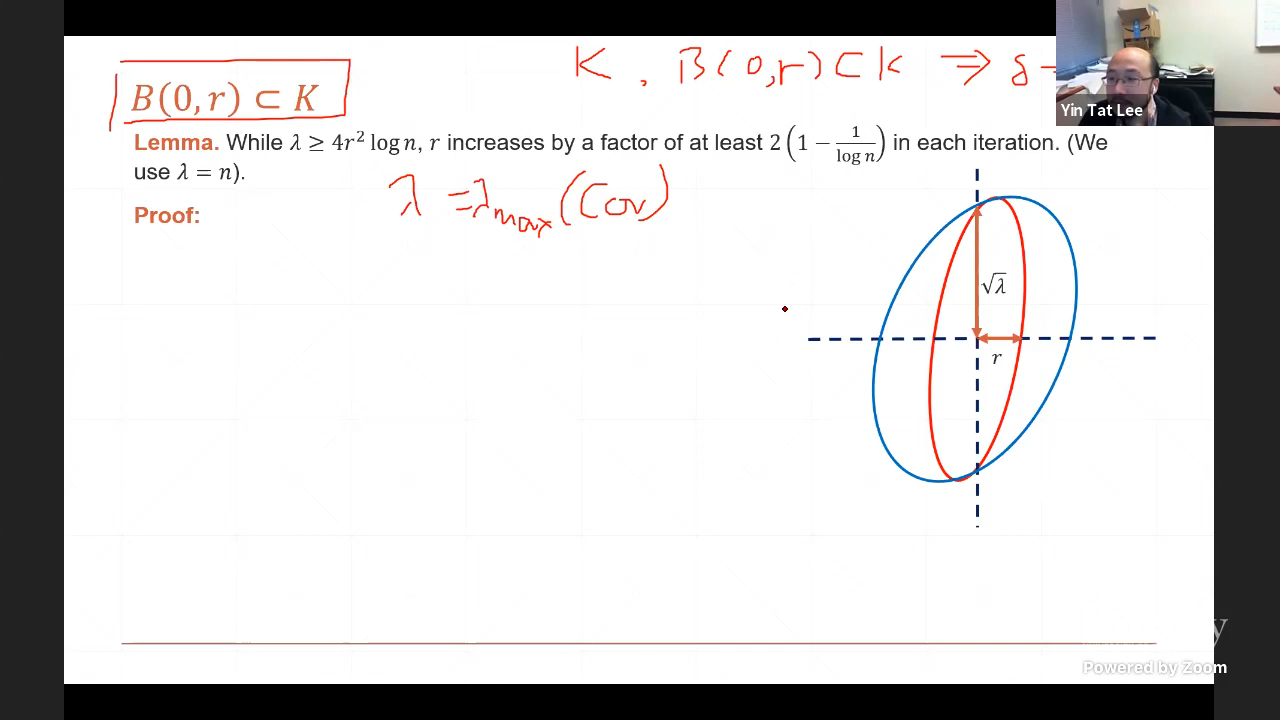 K, B(0,r) ⊂ K ⇒ δ
B(0, r) ⊂ K
Yin Tat Lee
Lemma. While λ ≥ 4r² log n, r increases by a factor of at least 2(1 − 1/log n) in each iteration. (We
use λ = n).
λ = λmax(Cov)
Proof:
√λ
r
y
Powered by Zoom